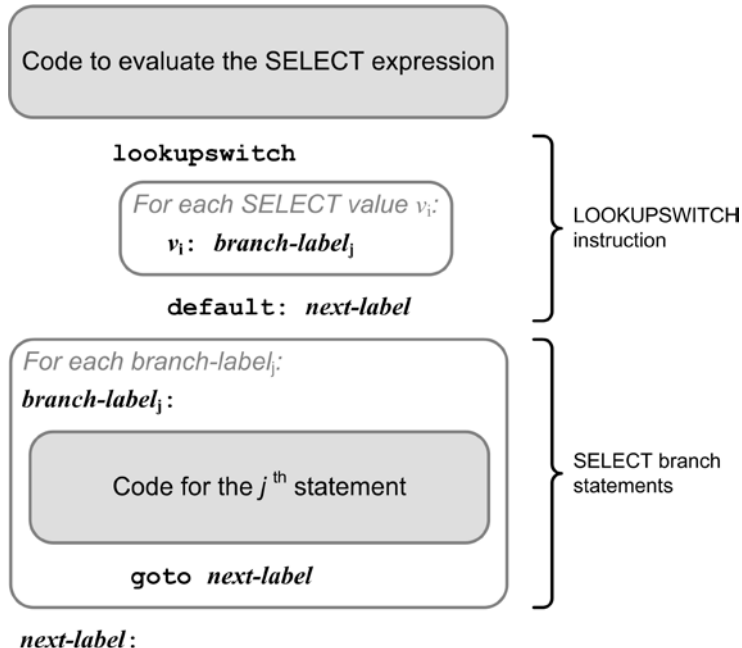 Code to evaluate the SELECT expression
lookupswitch
For each SELECT value vᵢ:
vᵢ: branch-labelⱼ
default: next-label
LOOKUPSWITCH
instruction
For each branch-labelⱼ:
branch-labelⱼ:
Code for the j th statement
goto next-label
SELECT branch
statements
next-label: